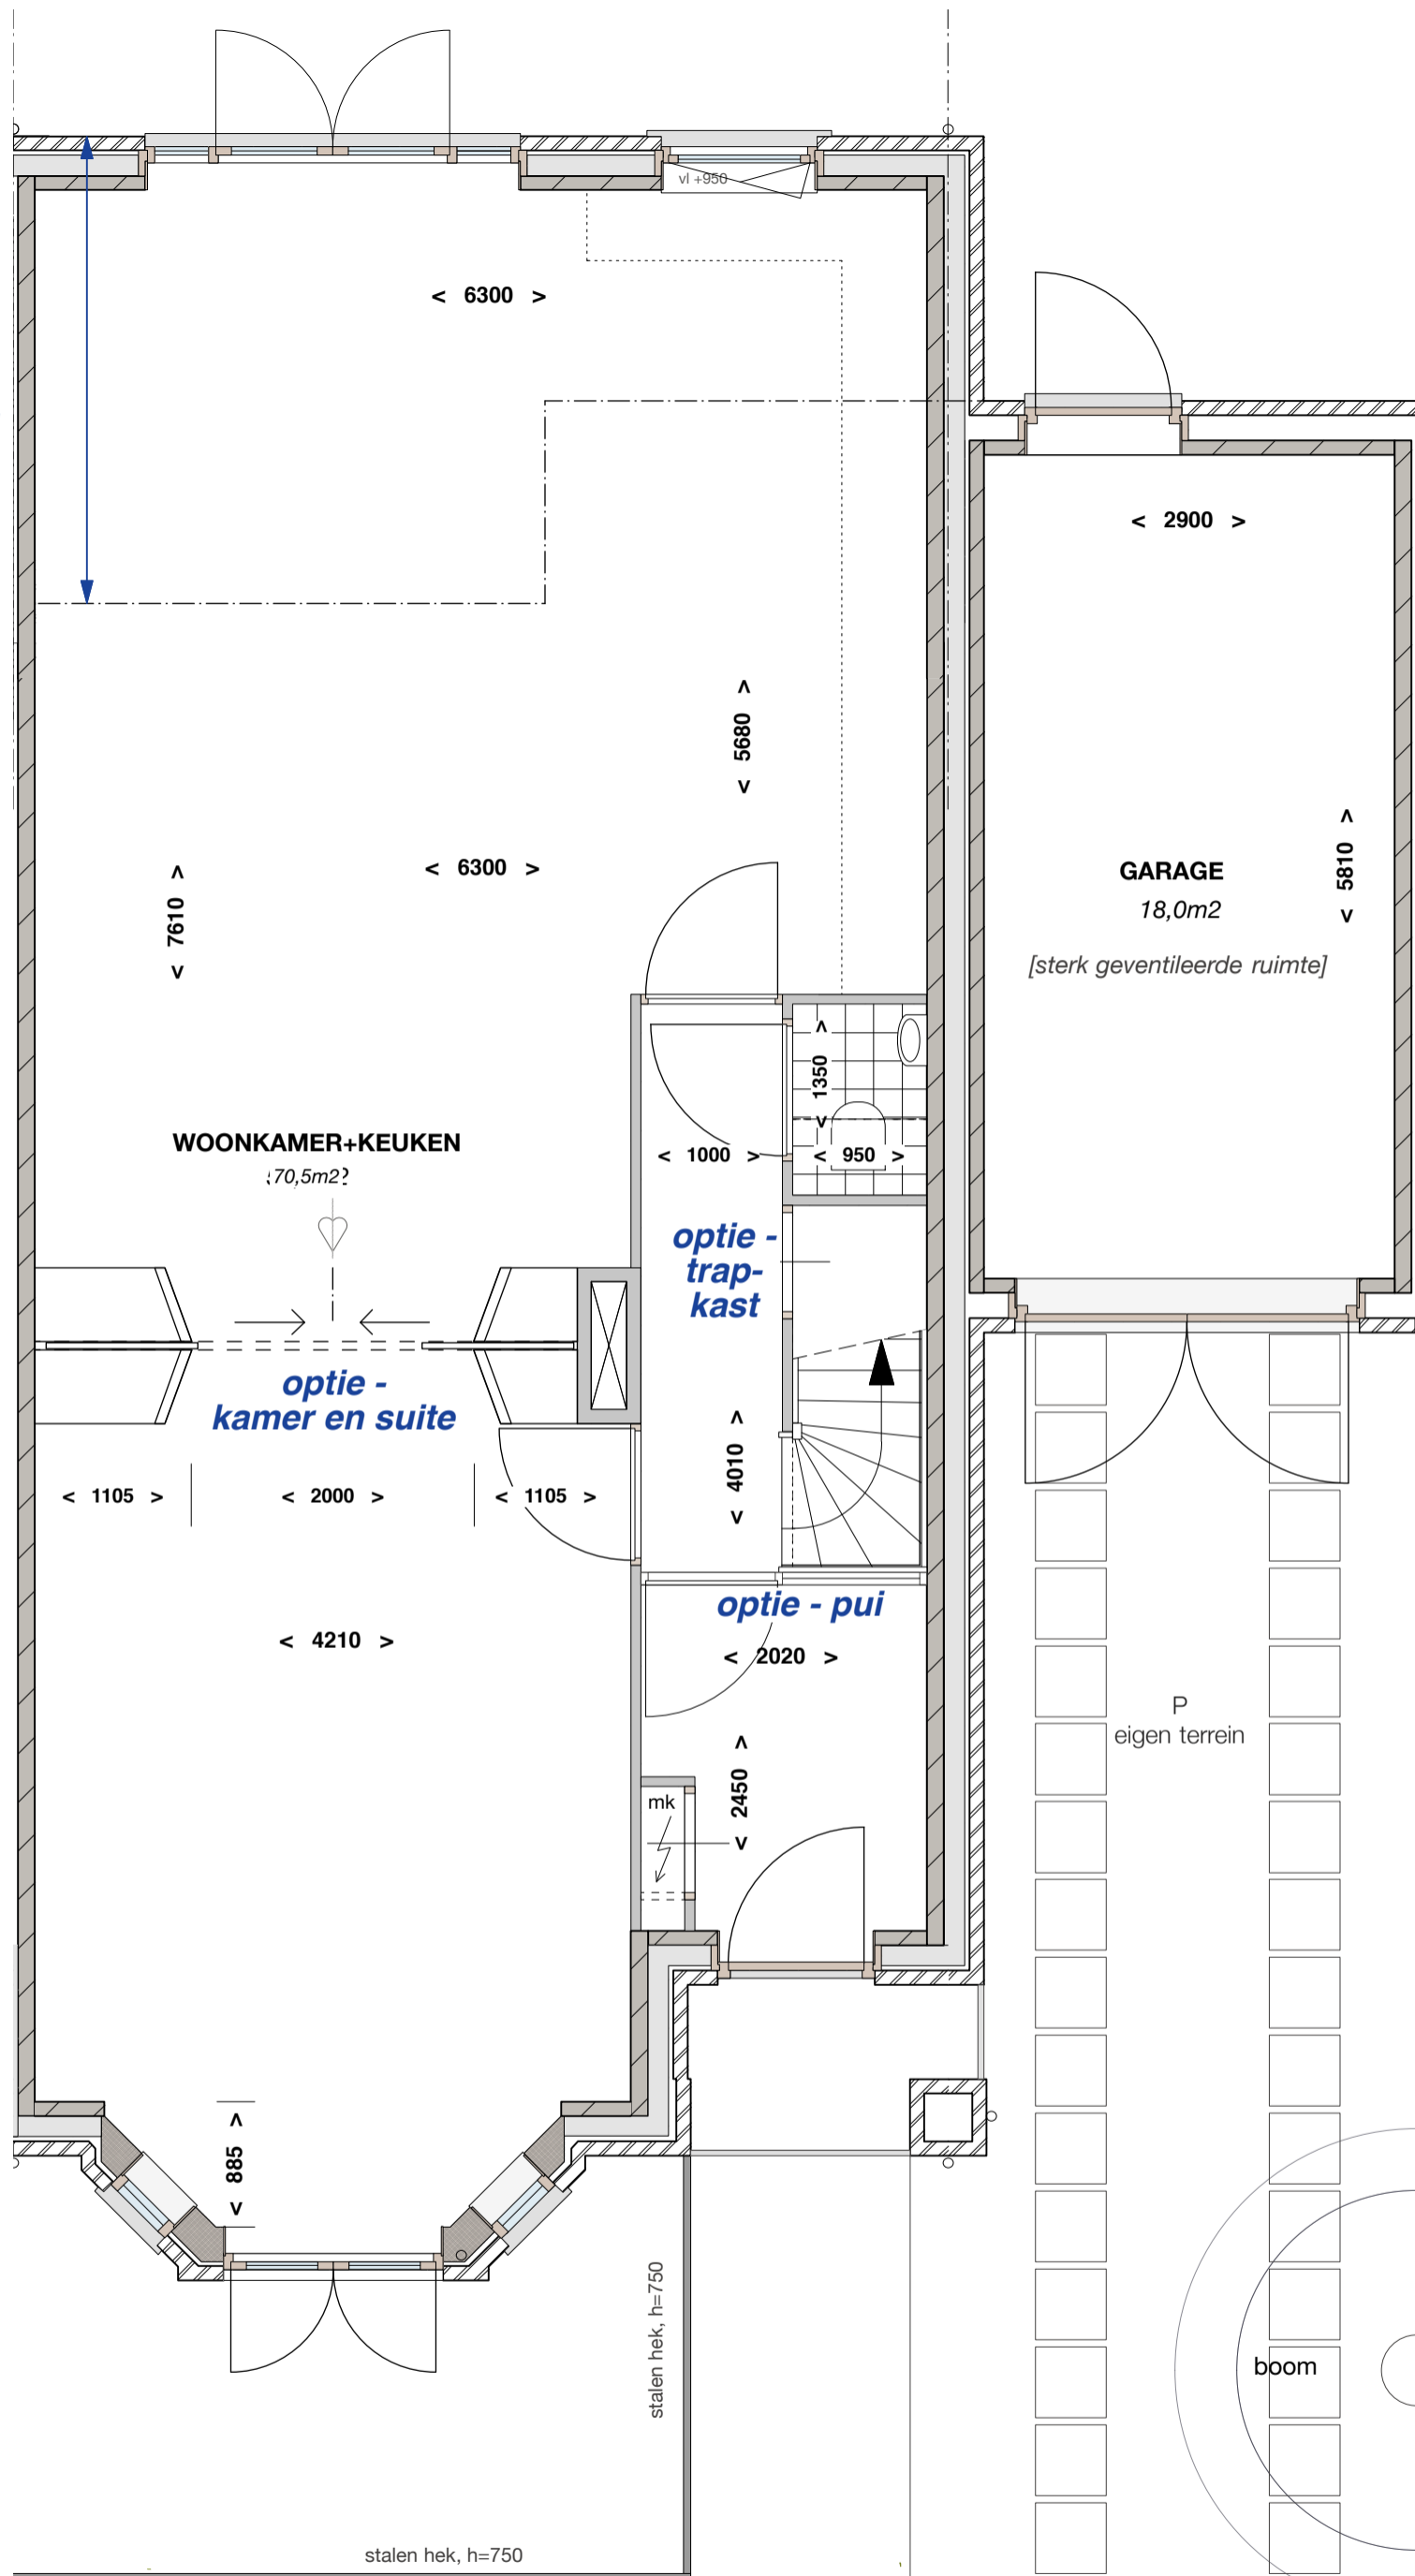 vl +950
< 6300 >
< 2900 >
< 5680 >
< 6300 >
< 7610 >
GARAGE
18,0m2
< 5810 >
[sterk geventileerde ruimte]
< 1350 >
WOONKAMER+KEUKEN
70,5m2
< 1000 >
< 950 >
optie -
trap-
kast
optie -
kamer en suite
< 4010 >
< 1105 >
< 2000 >
< 1105 >
optie - pui
< 4210 >
< 2020 >
P
eigen terrein
< 2450 >
mk
< 885 >
stalen hek, h=750
boom
stalen hek, h=750